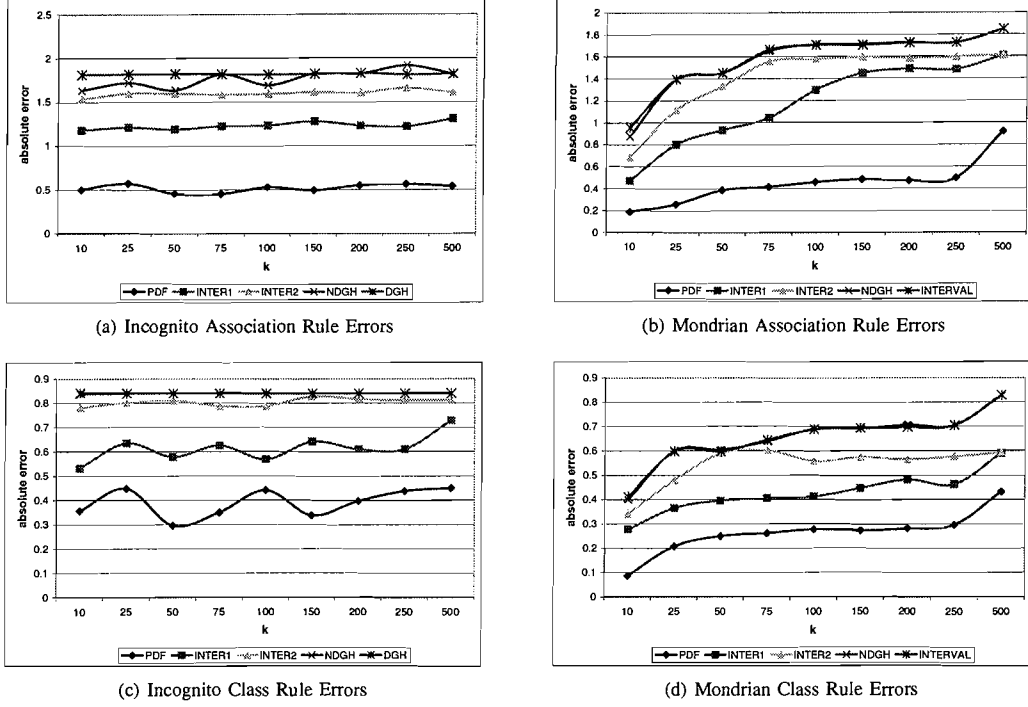 2.5
2
1.5
1
0.5
0
absolute error
10 25 50 75 100 150 200 250 500
k
PDF INTER1 INTER2 NDGH DGH
(a) Incognito Association Rule Errors
2
1.8
1.6
1.4
1.2
1
0.8
0.6
0.4
0.2
0
absolute error
10 25 50 75 100 150 200 250 500
k
PDF INTER1 INTER2 NDGH INTERVAL
(b) Mondrian Association Rule Errors
0.9
0.8
0.7
0.6
0.5
0.4
0.3
0.2
0.1
0
absolute error
10 25 50 75 100 150 200 250 500
k
PDF INTER1 INTER2 NDGH DGH
(c) Incognito Class Rule Errors
0.9
0.8
0.7
0.6
0.5
0.4
0.3
0.2
0.1
0
absolute error
10 25 50 75 100 150 200 250 500
k
PDF INTER1 INTER2 NDGH INTERVAL
(d) Mondrian Class Rule Errors